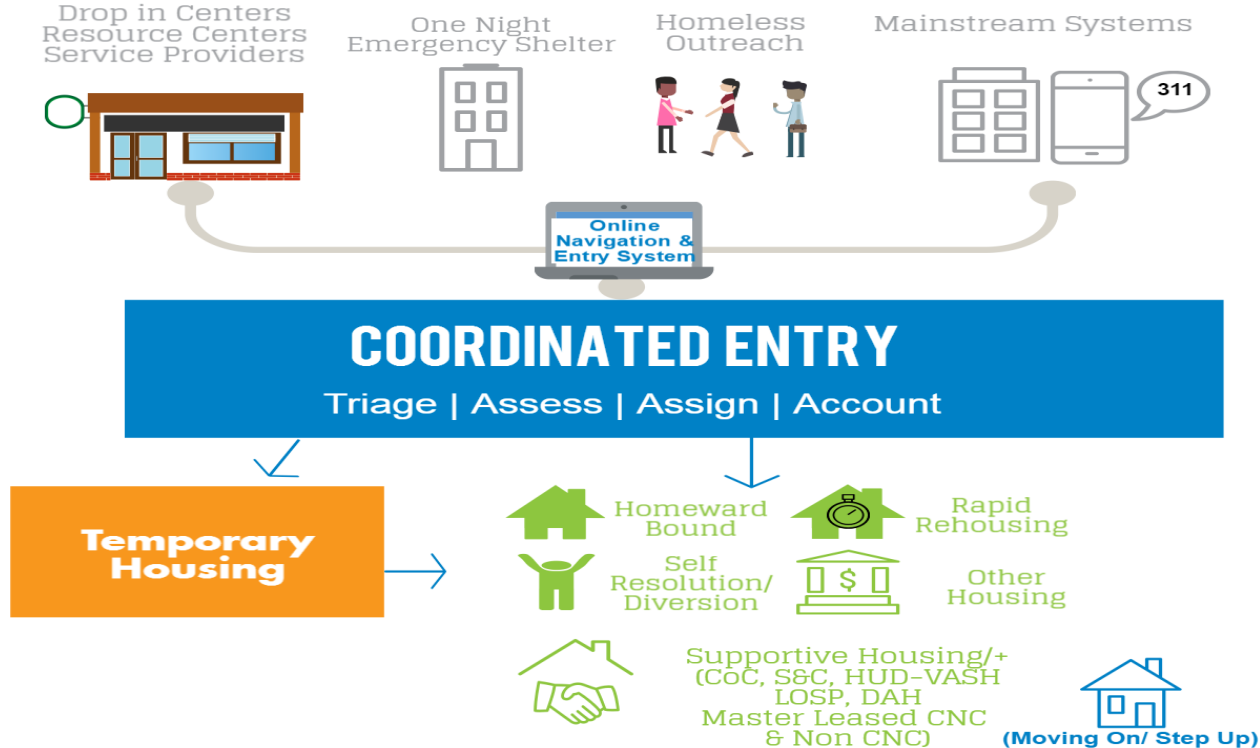 Drop in Centers
Resource Centers
Service Providers
One Night
Emergency Shelter
Homeless
Outreach
Mainstream Systems
311
Online
Navigation &
Entry System
COORDINATED ENTRY
Triage | Assess | Assign | Account
Temporary
Housing
Homeward
Bound
Rapid
Rehousing
Self
Resolution/
Diversion
$
Other
Housing
Supportive Housing/+
(CoC, S&C, HUD-VASH
LOSP, DAH
Master Leased CNC
& Non CNC)
(Moving On/ Step Up)